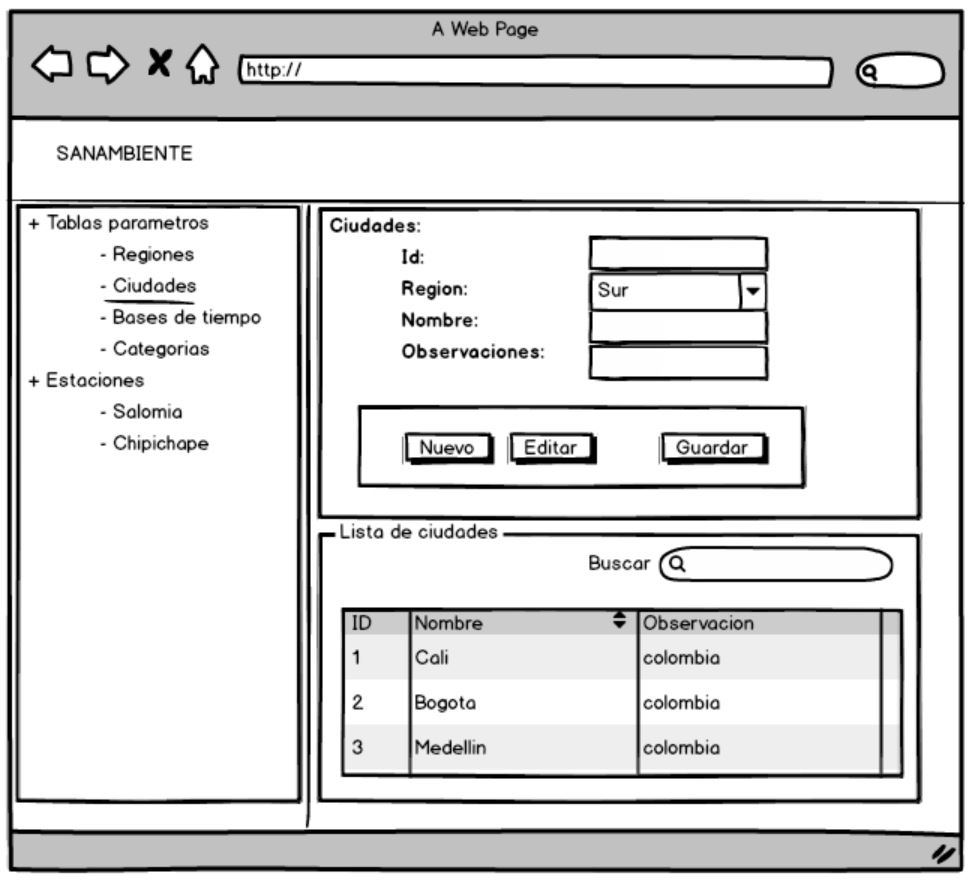 A Web Page
http://
SANAMBIENTE
+ Tablas parametros
- Regiones
- Ciudades
- Bases de tiempo
- Categorias
+ Estaciones
- Salomia
- Chipichape
Ciudades:
Id:
Region: Sur
Nombre:
Observaciones:
Nuevo Editar Guardar
Lista de ciudades
Buscar
ID Nombre Observacion
1 Cali colombia
2 Bogota colombia
3 Medellin colombia